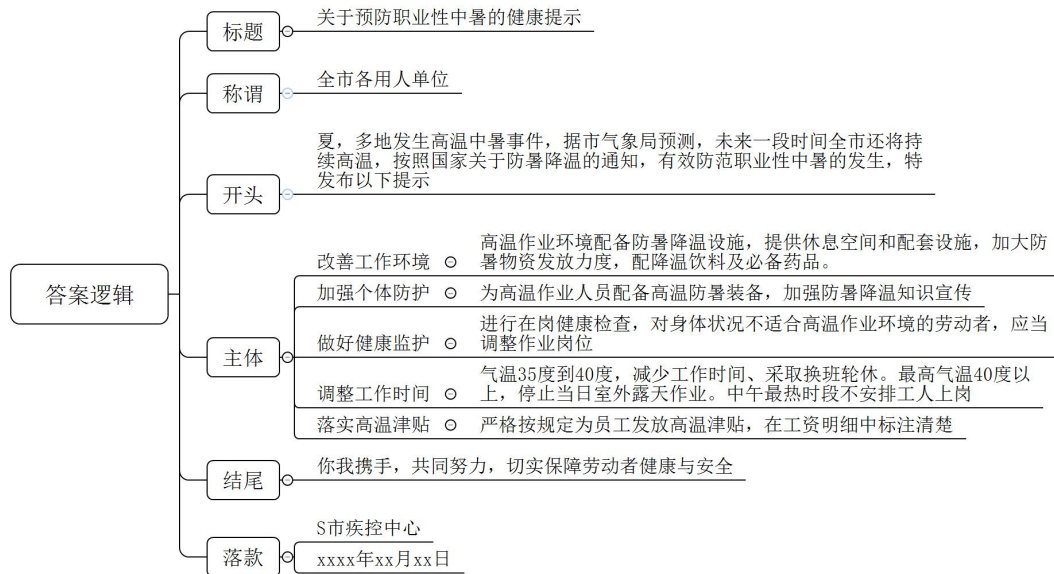 答案逻辑
标题
关于预防职业性中暑的健康提示
称谓
全市各用人单位
开头
夏，多地发生高温中暑事件，据市气象局预测，未来一段时间全市还将持
续高温，按照国家关于防暑降温的通知，有效防范职业性中暑的发生，特
发布以下提示
主体
改善工作环境
高温作业环境配备防暑降温设施，提供休息空间和配套设施，加大防
暑物资发放力度，配降温饮料及必备药品。
加强个体防护
为高温作业人员配备高温防暑装备，加强防暑降温知识宣传
做好健康监护
进行在岗健康检查，对身体状况不适合高温作业环境的劳动者，应当
调整作业岗位
调整工作时间
气温35度到40度，减少工作时间、采取换班轮休。最高气温40度以
上，停止当日室外露天作业。中午最热时段不安排工人上岗
落实高温津贴
严格按规定为员工发放高温津贴，在工资明细中标注清楚
结尾
你我携手，共同努力，切实保障劳动者健康与安全
落款
S市疾控中心
xxxx年xx月xx日